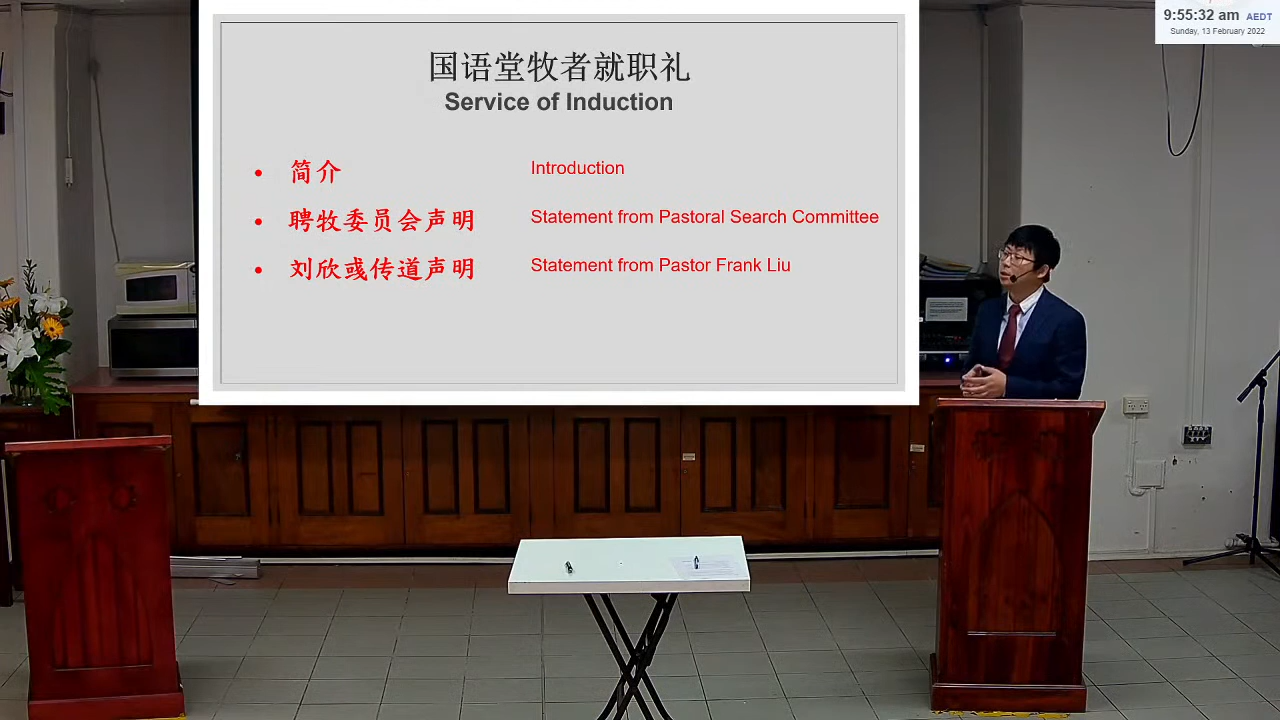 9:55:32 am AEDT
Sunday, 13 February 2022
国语堂牧者就职礼
Service of Induction
• 简介 Introduction
• 聘牧委员会声明 Statement from Pastoral Search Committee
• 刘欣彧传道声明 Statement from Pastor Frank Liu